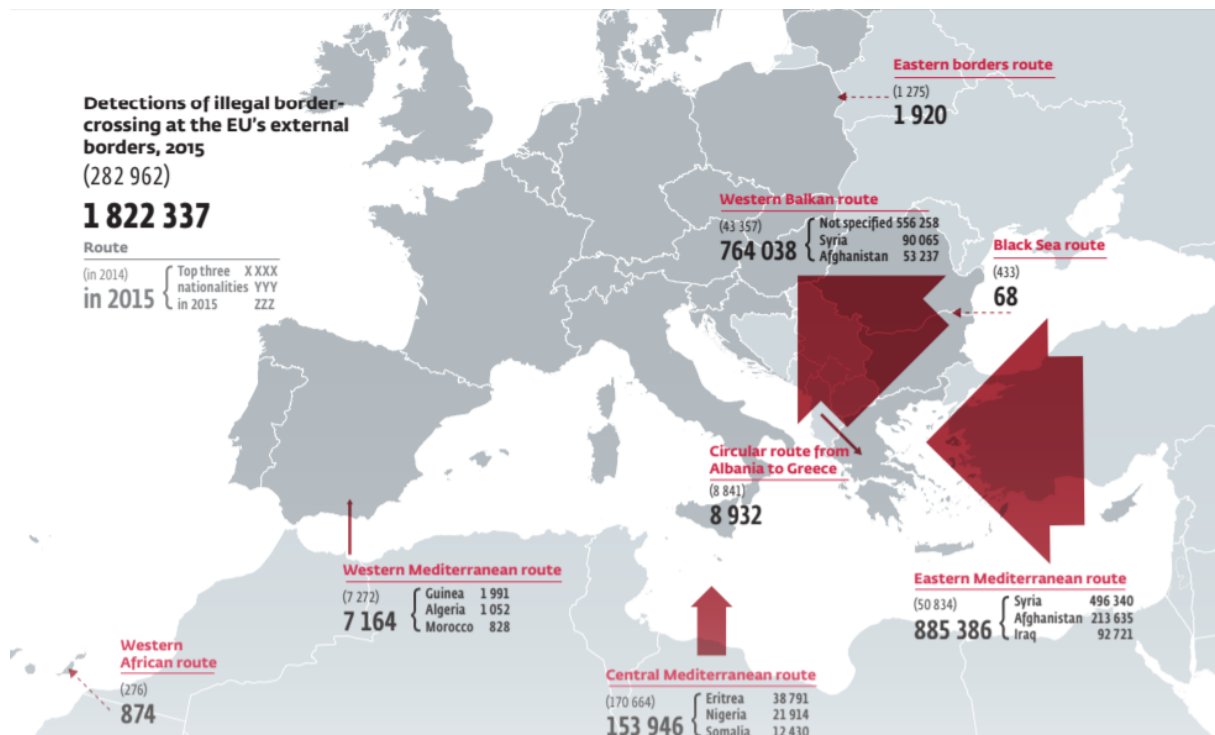 Detections of illegal border-
crossing at the EU's external
borders, 2015
(282 962)
1 822 337
Route
(in 2014)
in 2015
Top three X XXX
nationalities YYY
in 2015 ZZZ
Eastern borders route
(1 275)
1 920
Western Balkan route
(43 357)
764 038
Not specified 556 258
Syria 90 065
Afghanistan 53 237
Black Sea route
(433)
68
Circular route from
Albania to Greece
(8 841)
8 932
Western Mediterranean route
(7 272)
7 164
Guinea 1 991
Algeria 1 052
Morocco 828
Eastern Mediterranean route
(50 834)
885 386
Syria 496 340
Afghanistan 213 635
Iraq 92 721
Western
African route
(276)
874
Central Mediterranean route
(170 664)
153 946
Eritrea 38 791
Nigeria 21 914
Somalia 12 430